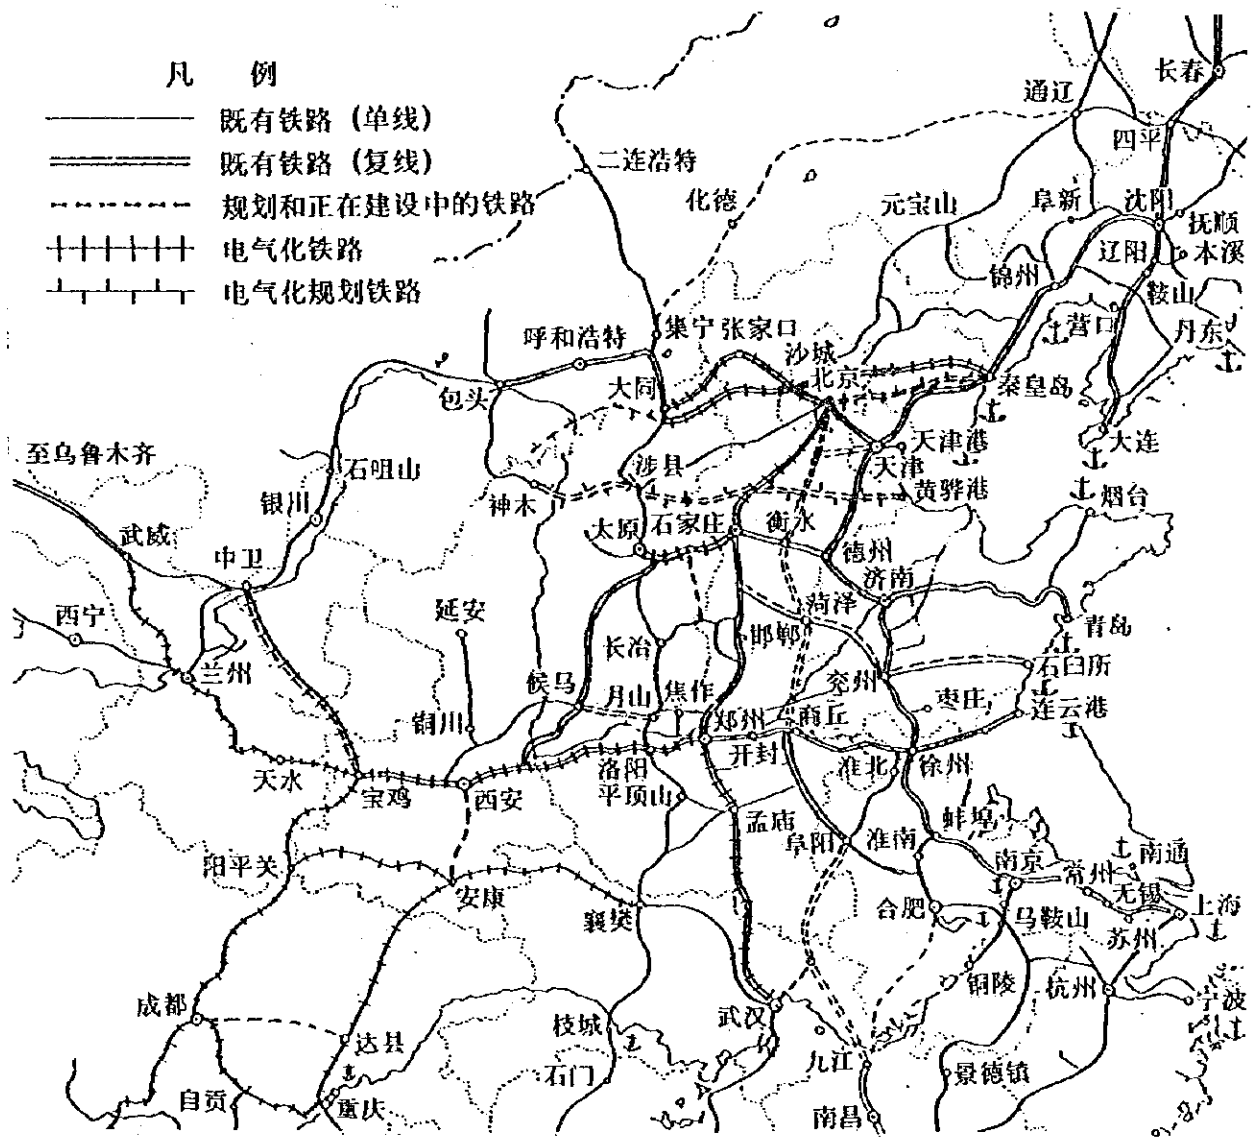 凡 例
既有铁路 (单线)
既有铁路 (复线)
规划和正在建设中的铁路
电气化铁路
电气化规划铁路
长春
通辽
四平
二连浩特
化德
元宝山
阜新
沈阳
抚顺
辽阳
本溪
锦州
鞍山
营口
丹东
呼和浩特
集宁
张家口
沙城
北京
大同
包头
秦皇岛
天津港
大连
天津
至乌鲁木齐
石咀山
涉县
神木
黄骅港
烟台
银川
武威
太原
石家庄
衡水
中卫
德州
济南
西宁
延安
菏泽
邯郸
青岛
长冶
兰州
候马
月山
焦作
兖州
石臼所
枣庄
连云港
铜川
郑州
商丘
开封
洛阳
淮北
徐州
天水
宝鸡
西安
平顶山
孟庙
蚌埠
阜阳
淮南
阳平关
南京
南通
常州
无锡
安康
襄樊
合肥
马鞍山
上海
苏州
铜陵
杭州
宁波
成都
枝城
武汉
达县
九江
石门
景德镇
自贡
重庆
南昌